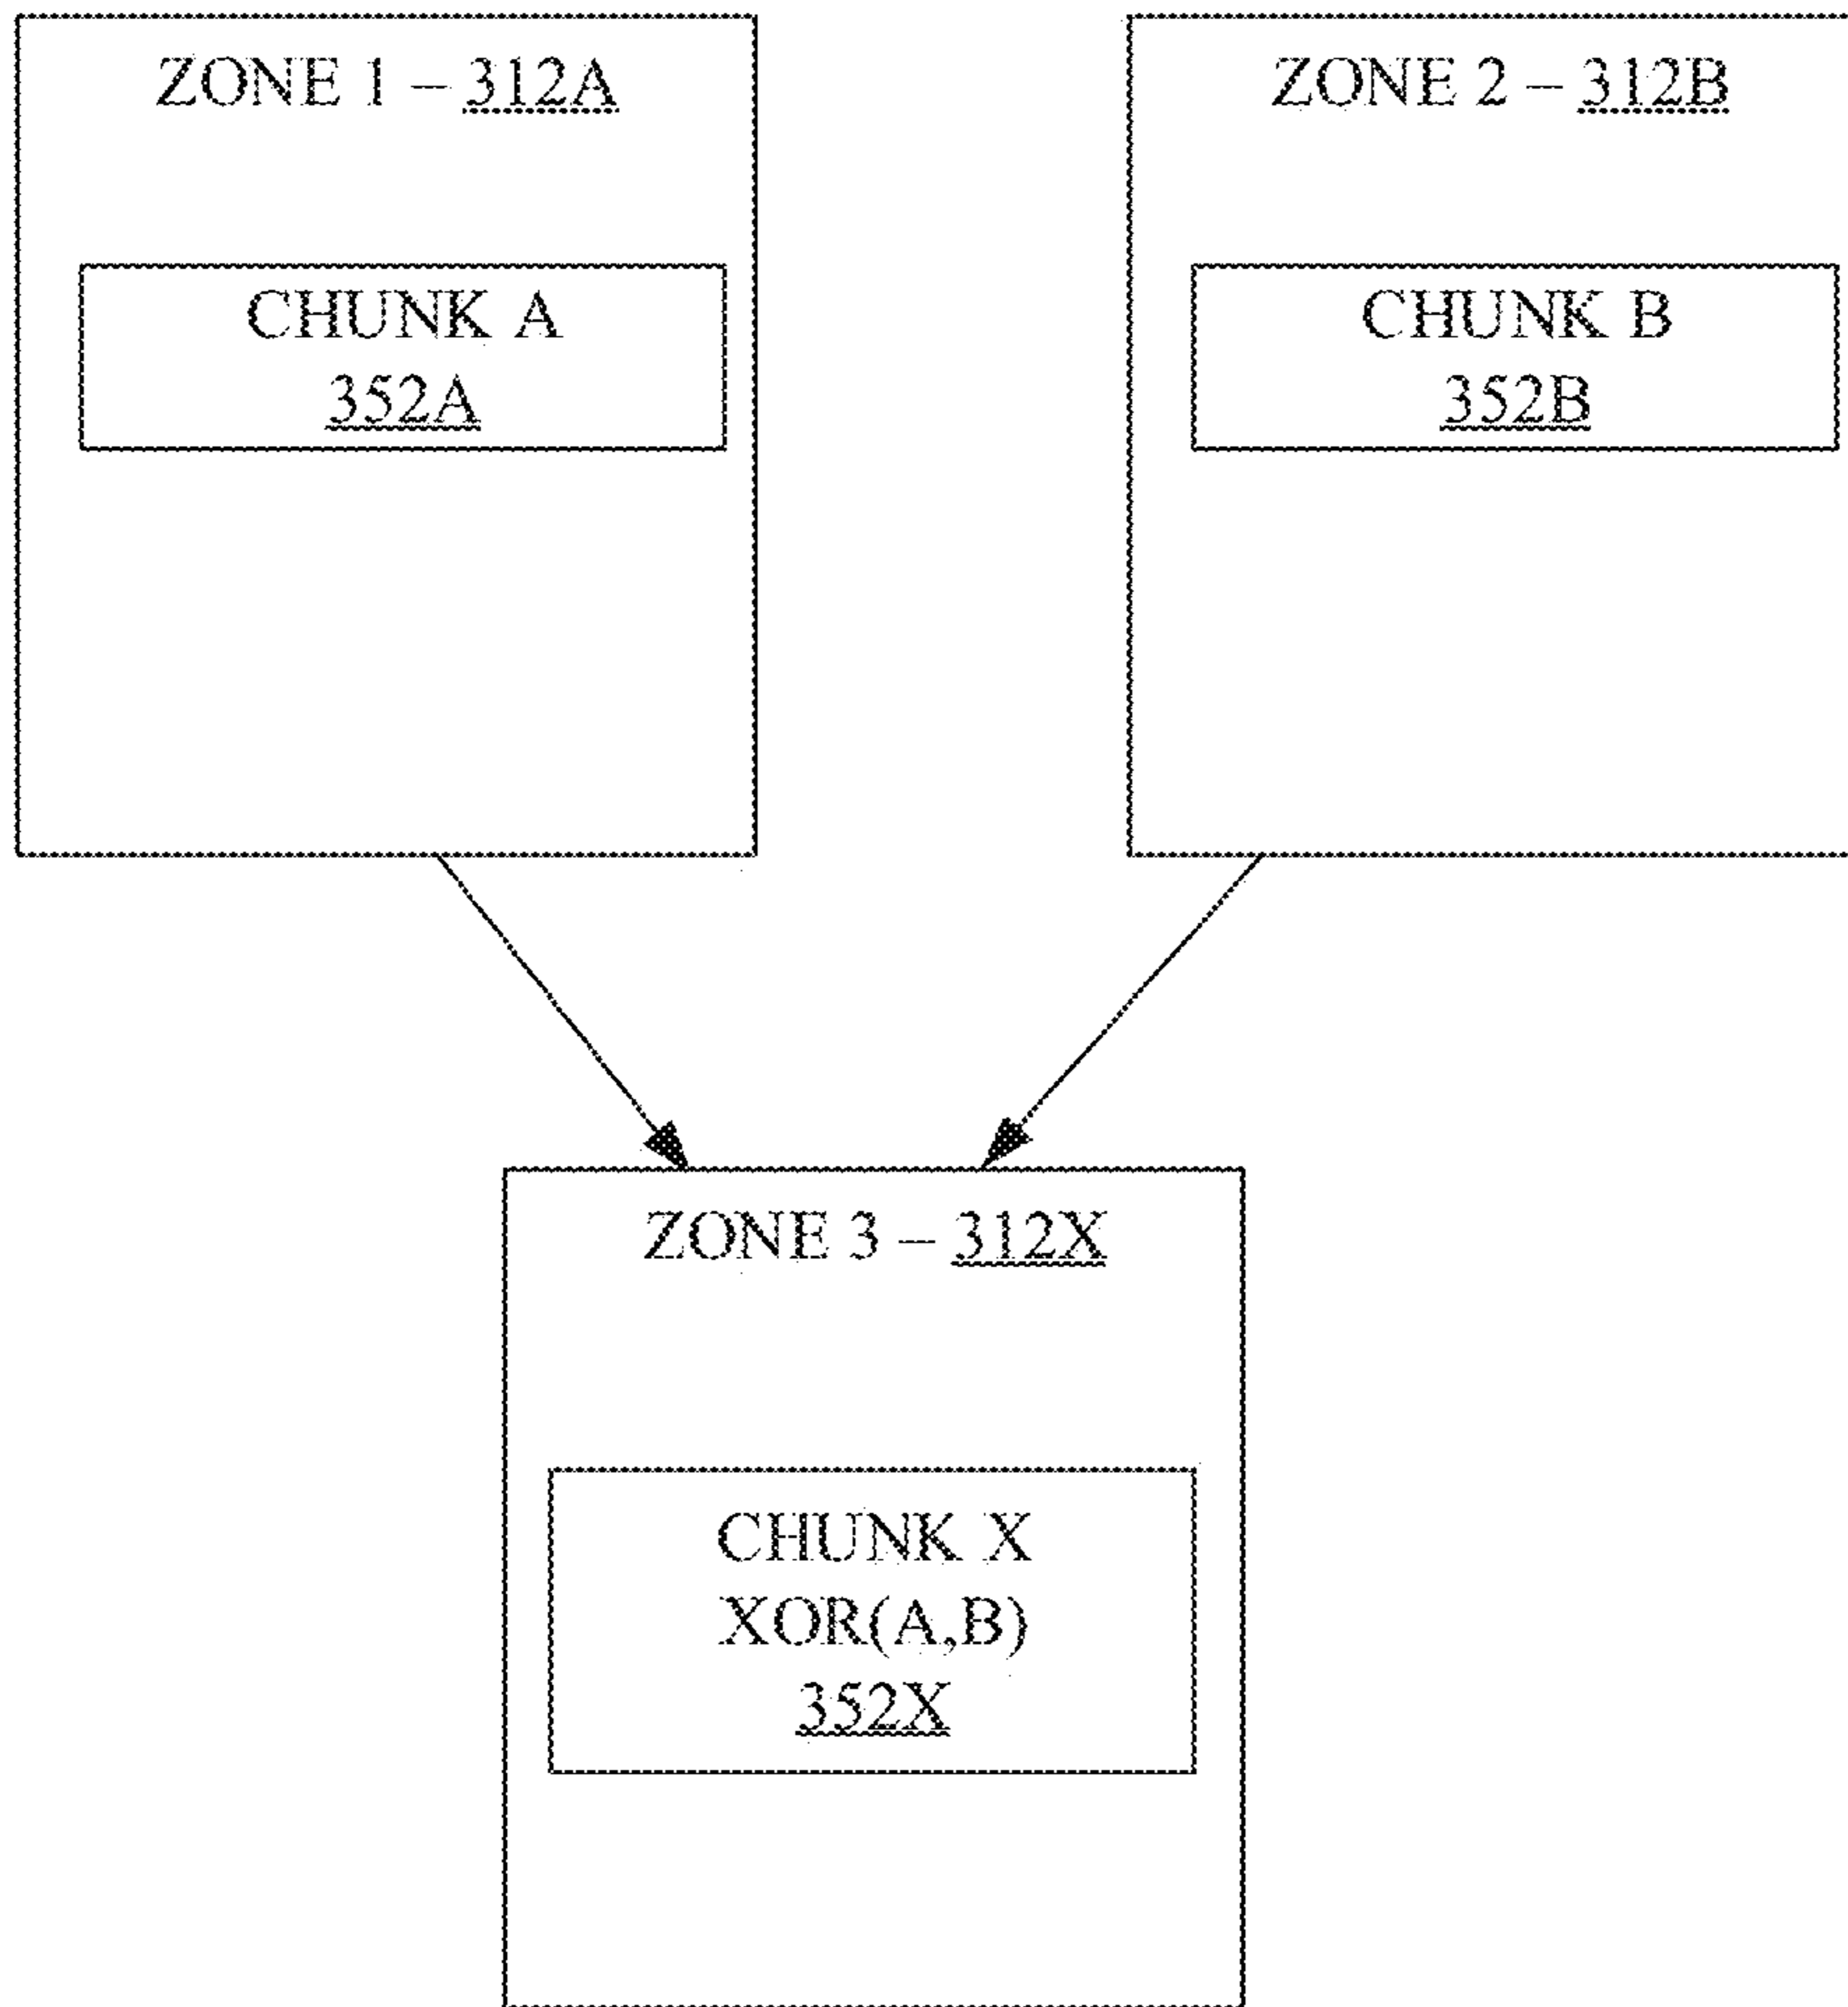 ZONE 1 – 312A
CHUNK A
352A
ZONE 2 – 312B
CHUNK B
352B
ZONE 3 – 312X
CHUNK X
XOR(A,B)
352X